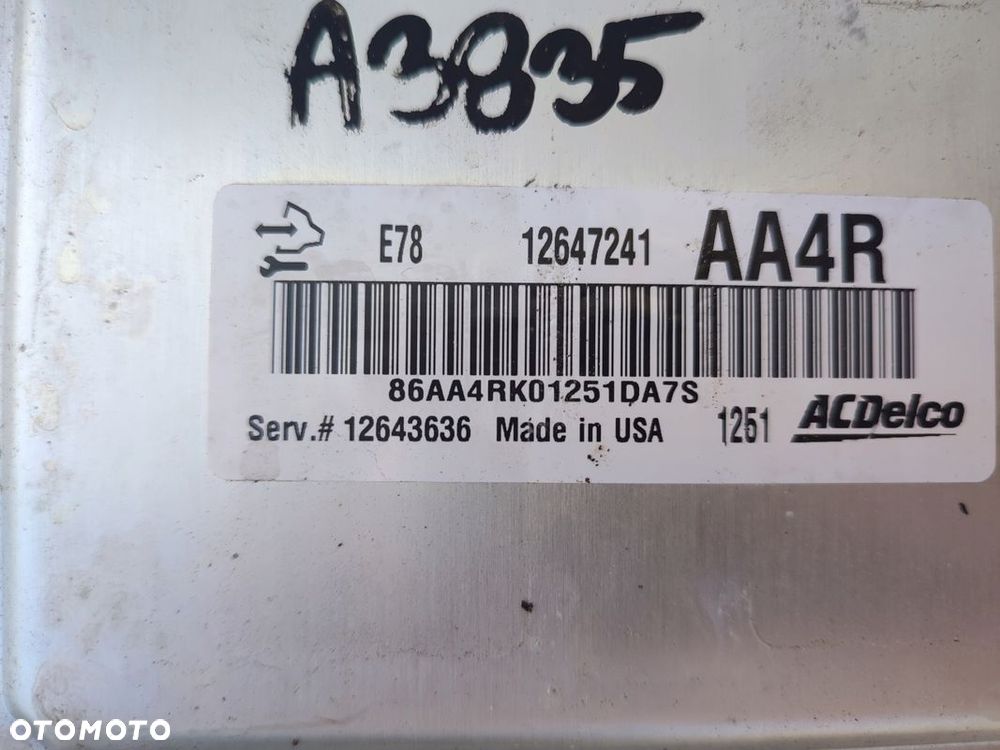 A3835
E78 12647241 AA4R
86AA4RK01251DA7S
Serv.# 12643636 Made in USA 1251 ACDelco
OTOMOTO